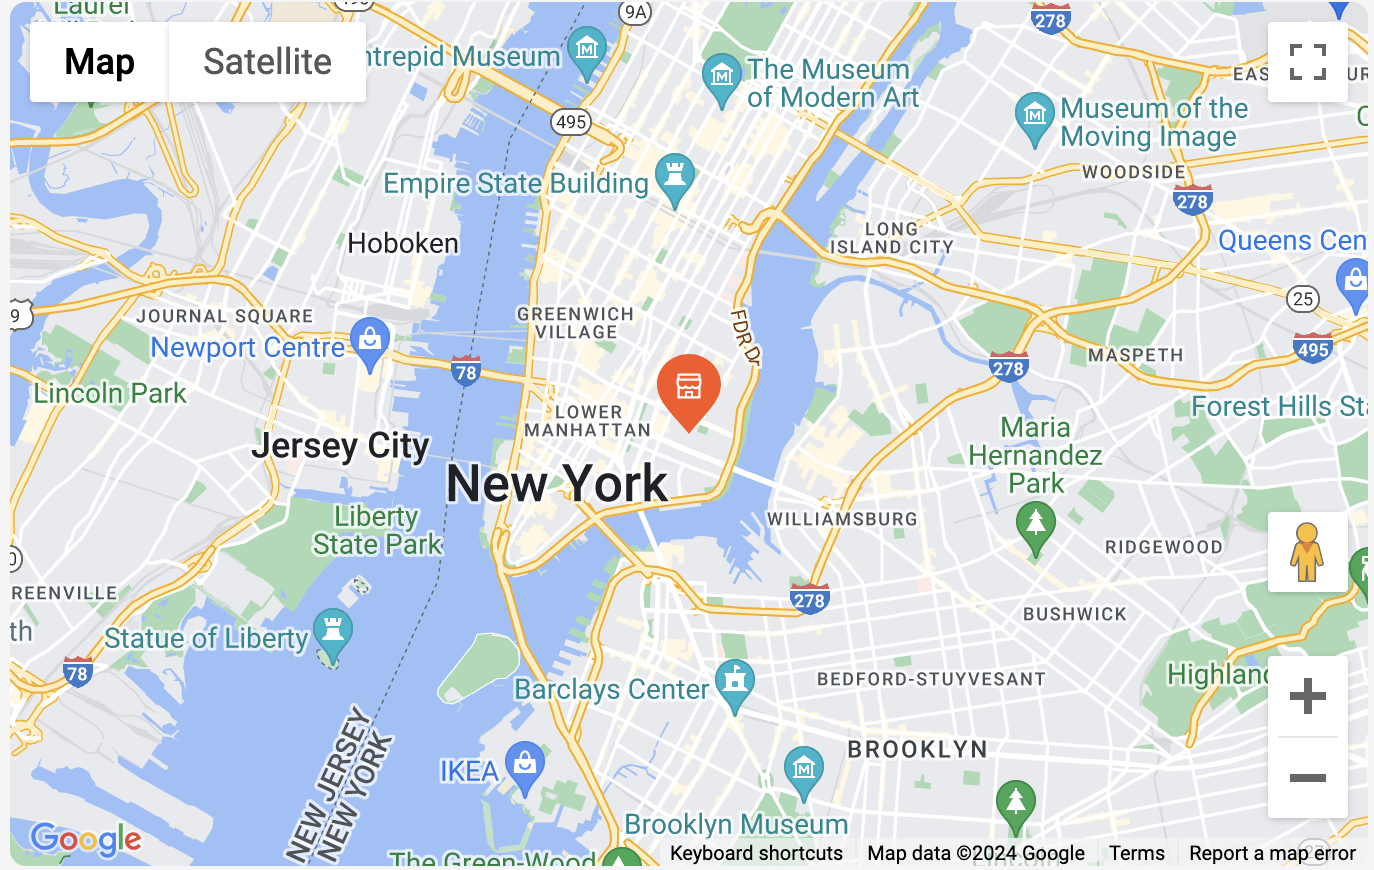 Laurel
495
9A
278
Map
Satellite
ntrepid Museum
The Museum
of Modern Art
EAS
UR
Museum of the
Moving Image
495
WOODSIDE
Empire State Building
278
LONG
ISLAND CITY
Queens Cen
Hoboken
25
9
JOURNAL SQUARE
GREENWICH
VILLAGE
FDR Dr
Newport Centre
495
MASPETH
78
278
Lincoln Park
Forest Hills Sta
LOWER
MANHATTAN
Maria
Hernandez
Park
Jersey City
New York
Liberty
State Park
WILLIAMSBURG
RIDGEWOOD
0
REENVILLE
278
BUSHWICK
th
Statue of Liberty
78
Highland
Barclays Center
BEDFORD-STUYVESANT
NEW JERSEY
NEW YORK
BROOKLYN
IKEA
Brooklyn Museum
Google
The Green-Wood
Keyboard shortcuts
Map data ©2024 Google
Terms
Report a map error
27
Lincoln